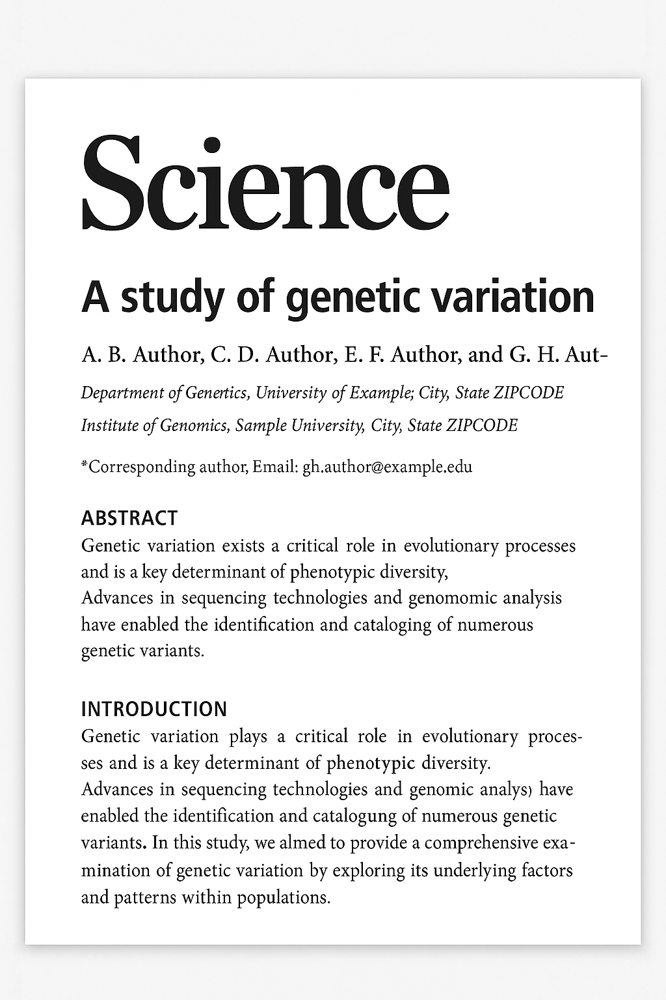 Science
A study of genetic variation
A. B. Author, C. D. Author, E. F. Author, and G. H. Aut-
Department of Genertics, University of Example; City, State ZIPCODE
Institute of Genomics, Sample University, City, State ZIPCODE
*Corresponding author, Email: gh.author@example.edu
ABSTRACT
Genetic variation exists a critical role in evolutionary processes
and is a key determinant of phenotypic diversity,
Advances in sequencing technologies and genomomic analysis
have enabled the identification and cataloging of numerous
genetic variants.
INTRODUCTION
Genetic variation plays a critical role in evolutionary proces-
ses and is a key determinant of phenotypic diversity.
Advances in sequencing technologies and genomic analys) have
enabled the identification and catalogung of numerous genetic
variants. In this study, we almed to provide a comprehensive exa-
mination of genetic variation by exploring its underlying factors
and patterns within populations.